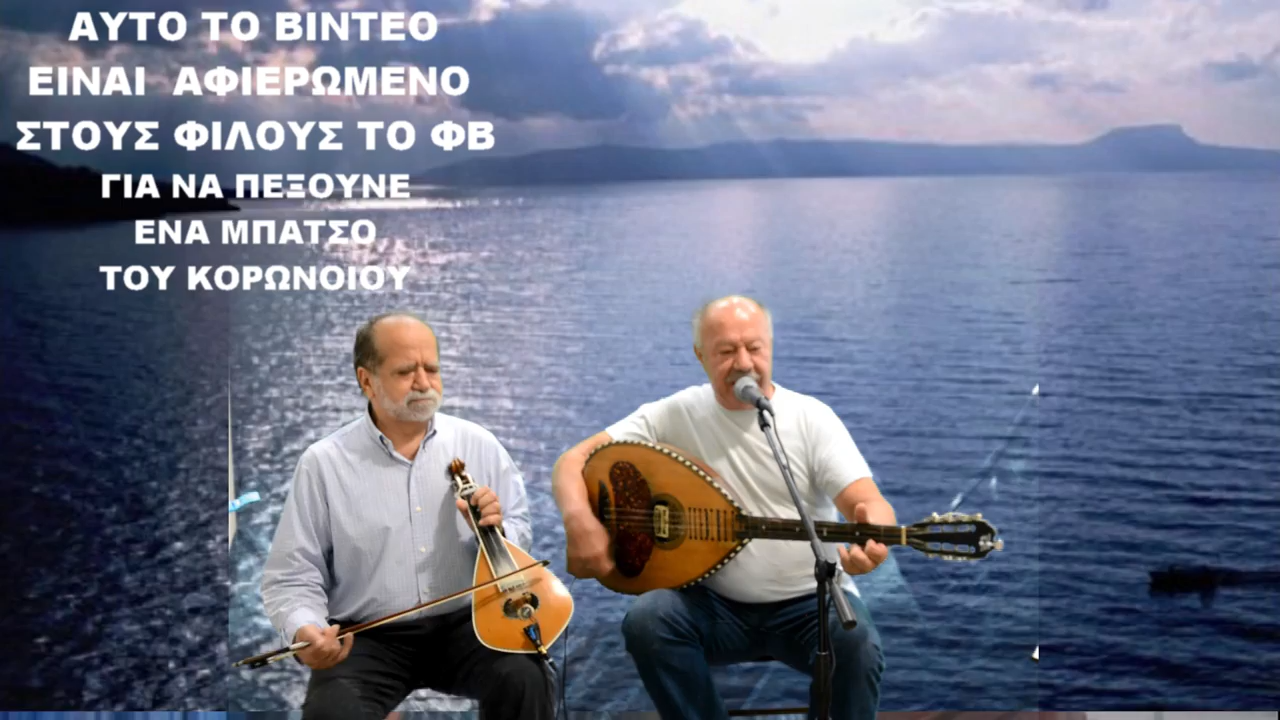 ΑΥΤΟ ΤΟ ΒΙΝΤΕΟ
ΕΙΝΑΙ ΑΦΙΕΡΩΜΕΝΟ
ΣΤΟΥΣ ΦΙΛΟΥΣ ΤΟ ΦΒ
ΓΙΑ ΝΑ ΠΕΞΟΥΝΕ
ΕΝΑ ΜΠΑΤΣΟ
ΤΟΥ ΚΟΡΩΝΟΙΟΥ